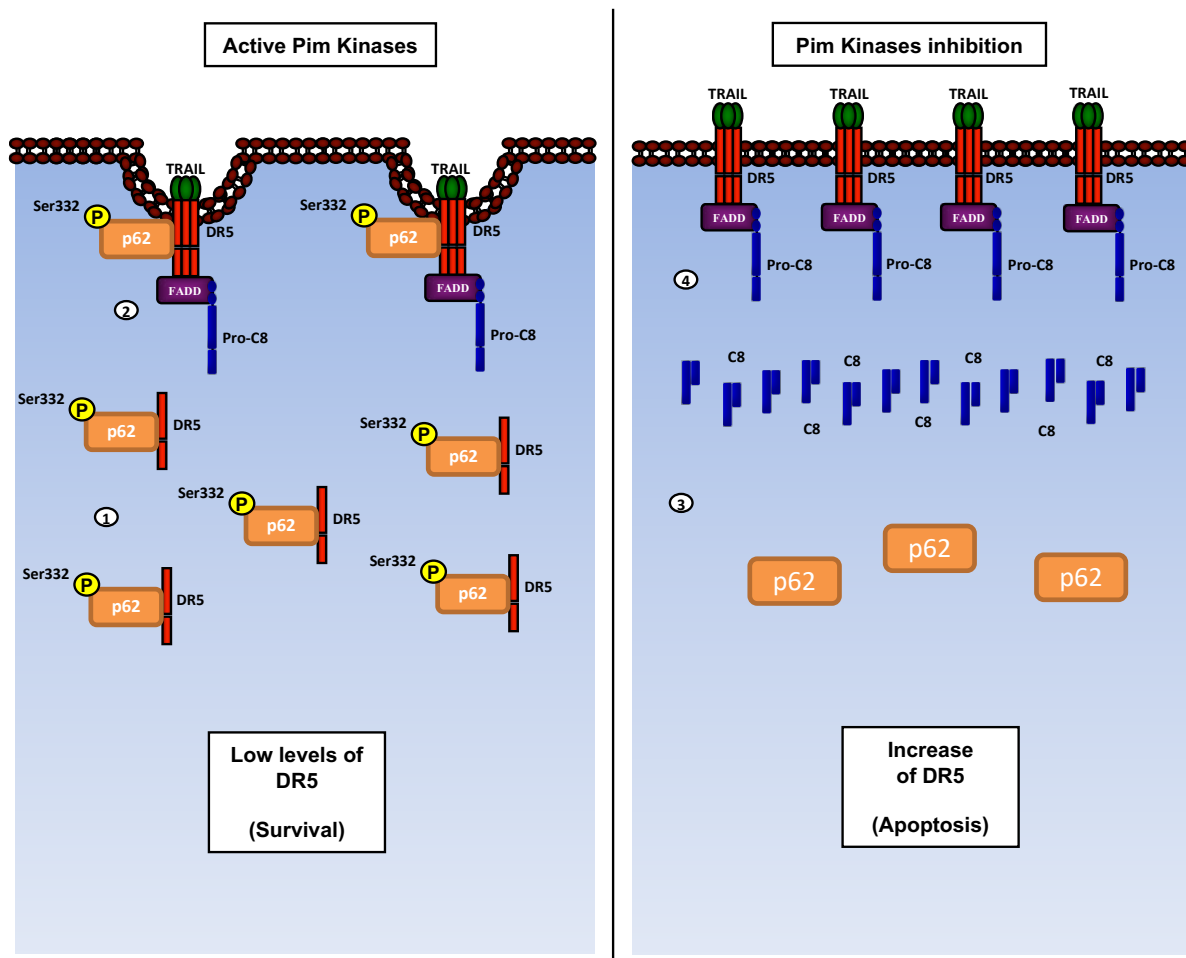 Active Pim Kinases
TRAIL
TRAIL
Ser332
P
p62
DR5
FADD
Pro-C8
Ser332
P
p62
DR5
FADD
Pro-C8
2
Ser332
P
p62
DR5
Ser332
P
p62
DR5
Ser332
P
p62
DR5
1
Ser332
P
p62
DR5
Ser332
P
p62
DR5
Low levels of
DR5
(Survival)
Pim Kinases inhibition
TRAIL
TRAIL
TRAIL
TRAIL
DR5
DR5
DR5
DR5
FADD
FADD
FADD
FADD
Pro-C8
Pro-C8
Pro-C8
Pro-C8
4
C8
C8
C8
C8
C8
C8
C8
3
p62
p62
p62
Increase
of DR5
(Apoptosis)